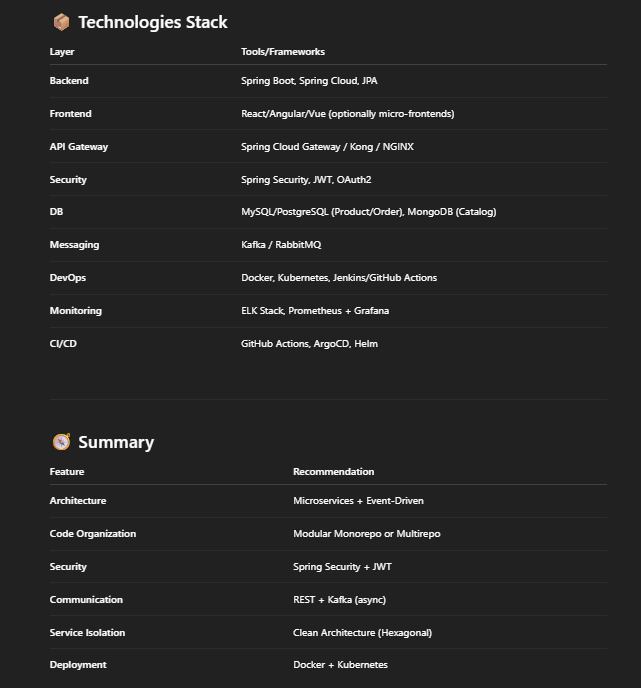 Technologies Stack
Layer Tools/Frameworks
Backend Spring Boot, Spring Cloud, JPA
Frontend React/Angular/Vue (optionally micro-frontends)
API Gateway Spring Cloud Gateway / Kong / NGINX
Security Spring Security, JWT, OAuth2
DB MySQL/PostgreSQL (Product/Order), MongoDB (Catalog)
Messaging Kafka / RabbitMQ
DevOps Docker, Kubernetes, Jenkins/GitHub Actions
Monitoring ELK Stack, Prometheus + Grafana
CI/CD GitHub Actions, ArgoCD, Helm
Summary
Feature Recommendation
Architecture Microservices + Event-Driven
Code Organization Modular Monorepo or Multirepo
Security Spring Security + JWT
Communication REST + Kafka (async)
Service Isolation Clean Architecture (Hexagonal)
Deployment Docker + Kubernetes